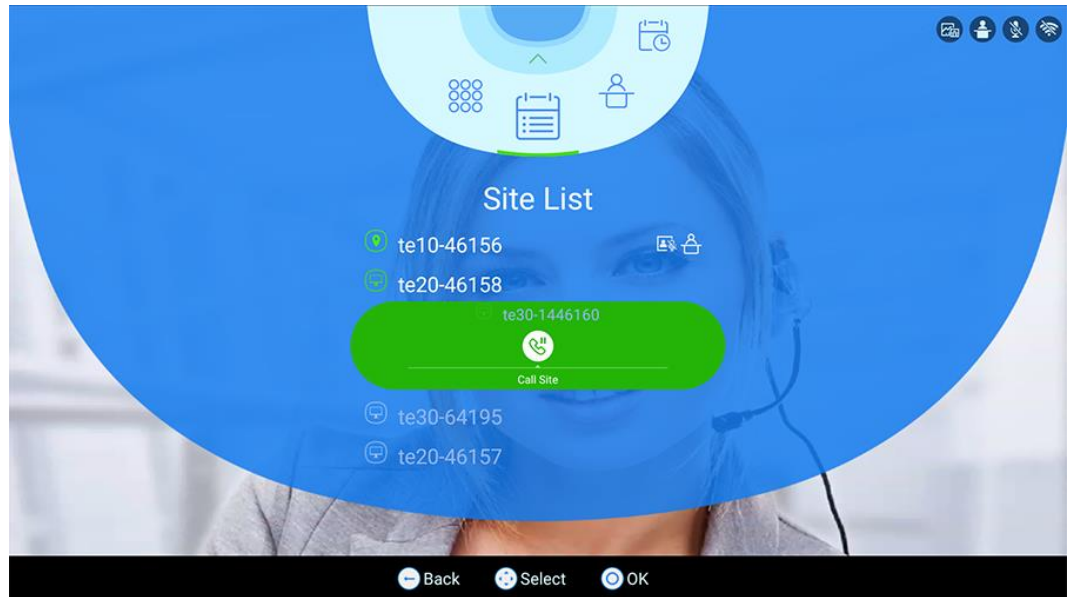 Site List
te10-46156
te20-46158
te30-1446160
Call Site
te30-64195
te20-46157
Back Select OK